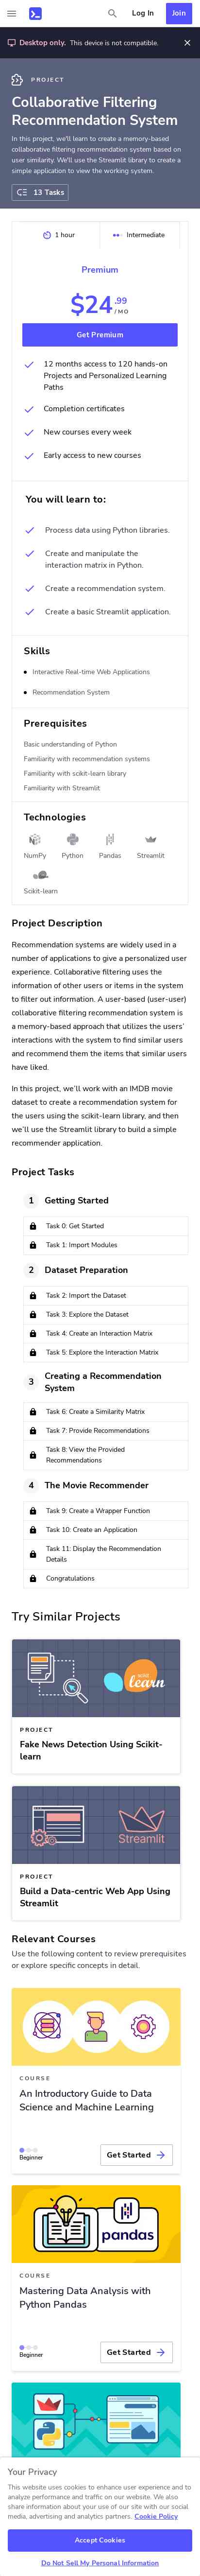 Log In
Join
Desktop only. This device is not compatible.
PROJECT
Collaborative Filtering
Recommendation System
In this project, we'll learn to create a memory-based
collaborative filtering recommendation system based on
user similarity. We'll use the Streamlit library to create a
simple application to view the working system.
13 Tasks
1 hour
Intermediate
Premium
$24.99
/ MO
Get Premium
12 months access to 120 hands-on
Projects and Personalized Learning
Paths
Completion certificates
New courses every week
Early access to new courses
You will learn to:
Process data using Python libraries.
Create and manipulate the
interaction matrix in Python.
Create a recommendation system.
Create a basic Streamlit application.
Skills
Interactive Real-time Web Applications
Recommendation System
Prerequisites
Basic understanding of Python
Familiarity with recommendation systems
Familiarity with scikit-learn library
Familiarity with Streamlit
Technologies
NumPy
Python
Pandas
Streamlit
Scikit-learn
Project Description
Recommendation systems are widely used in a
number of applications to give a personalized user
experience. Collaborative filtering uses the
information of other users or items in the system
to filter out information. A user-based (user-user)
collaborative filtering recommendation system is
a memory-based approach that utilizes the users'
interactions with the system to find similar users
and recommend them the items that similar users
have liked.
In this project, we'll work with an IMDB movie
dataset to create a recommendation system for
the users using the scikit-learn library, and then
we'll use the Streamlit library to build a simple
recommender application.
Project Tasks
1
Getting Started
Task 0: Get Started
Task 1: Import Modules
2
Dataset Preparation
Task 2: Import the Dataset
Task 3: Explore the Dataset
Task 4: Create an Interaction Matrix
Task 5: Explore the Interaction Matrix
3
Creating a Recommendation
System
Task 6: Create a Similarity Matrix
Task 7: Provide Recommendations
Task 8: View the Provided
Recommendations
4
The Movie Recommender
Task 9: Create a Wrapper Function
Task 10: Create an Application
Task 11: Display the Recommendation
Details
Congratulations
Try Similar Projects
learn
PROJECT
Fake News Detection Using Scikit-
learn
Streamlit
PROJECT
Build a Data-centric Web App Using
Streamlit
Relevant Courses
Use the following content to review prerequisites
or explore specific concepts in detail.
COURSE
An Introductory Guide to Data
Science and Machine Learning
Beginner
Get Started
pandas
COURSE
Mastering Data Analysis with
Python Pandas
Beginner
Get Started
Your Privacy
This website uses cookies to enhance user experience and to
analyze performance and traffic on our website. We also
share information about your use of our site with our social
media, advertising and analytics partners. Cookie Policy
Accept Cookies
Do Not Sell My Personal Information